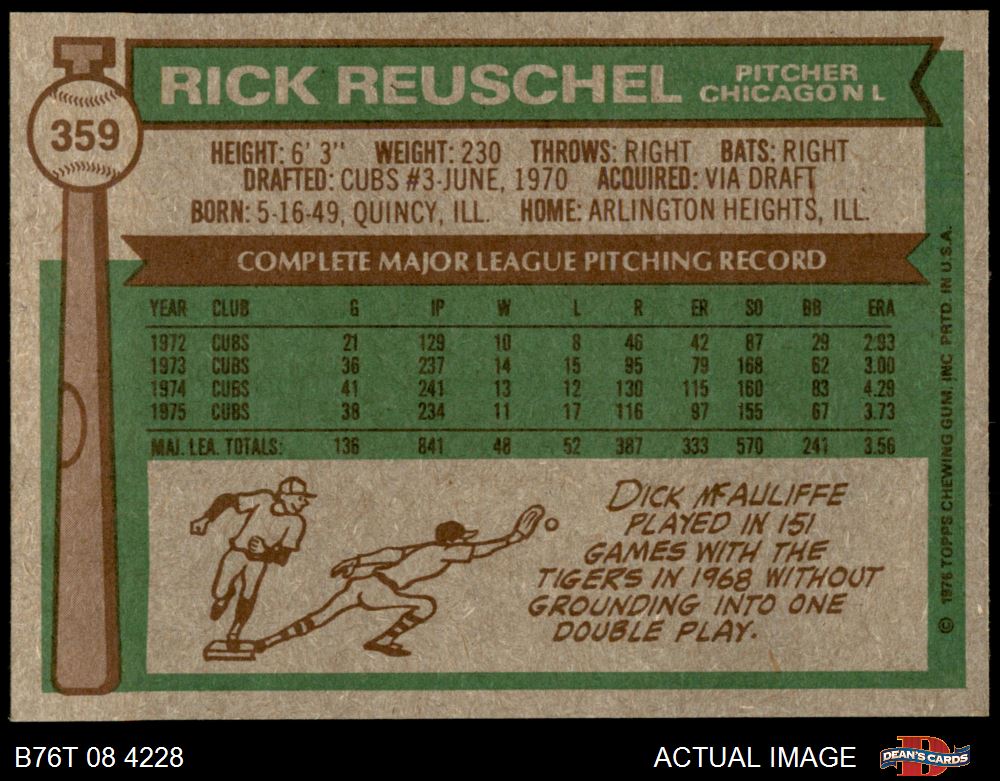 359
RICK REUSCHEL
PITCHER
CHICAGO N L
HEIGHT: 6' 3" WEIGHT: 230 THROWS: RIGHT BATS: RIGHT
DRAFTED: CUBS #3-JUNE, 1970 ACQUIRED: VIA DRAFT
BORN: 5-16-49, QUINCY, ILL. HOME: ARLINGTON HEIGHTS, ILL.
COMPLETE MAJOR LEAGUE PITCHING RECORD
YEAR CLUB G IP W L R ER SO BB ERA
1972 CUBS 21 129 10 8 46 42 87 29 2.93
1973 CUBS 36 237 14 15 95 79 168 62 3.00
1974 CUBS 41 241 13 12 130 115 160 83 4.29
1975 CUBS 38 234 11 17 116 97 155 67 3.73
MAJ. LEA. TOTALS: 136 841 48 52 387 333 570 241 3.56
DICK McAULIFFE
PLAYED IN 151
GAMES WITH THE
TIGERS IN 1968 WITHOUT
GROUNDING INTO ONE
DOUBLE PLAY.
© 1976 TOPPS CHEWING GUM, INC. PRTD. IN U.S.A.
B76T 08 4228
ACTUAL IMAGE
D
DEAN'S CARDS